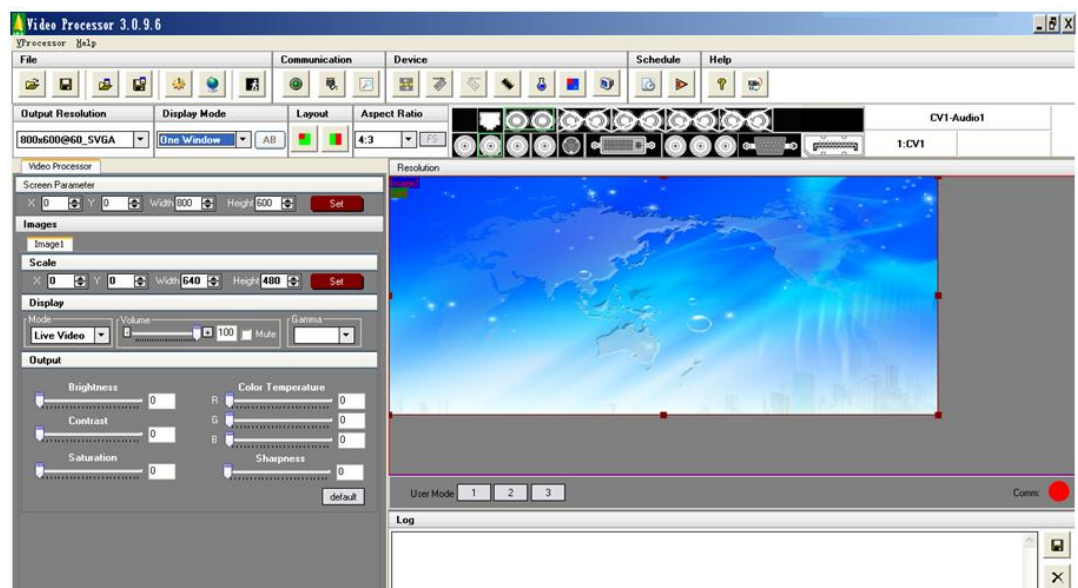 Video Processor 3.0.9.6
VProcessor Help
File Communication Device Schedule Help
Output Resolution Display Mode Layout Aspect Ratio CV1-Audio1
800x600@60_SVGA One Window AB 4:3 FS 1:CV1
Video Processor Resolution
Screen Parameter
X 0 Y 0 Width 800 Height 600 Set
Images
Image1
Image1
Scale
X 0 Y 0 Width 640 Height 480 Set
Display
Mode Volume Gamma
Live Video 100 Mute
Output
Brightness Color Temperature
0 R 0
Contrast G 0
0 B 0
Saturation Sharpness
0 0
default
User Mode 1 2 3 Comm:
Log